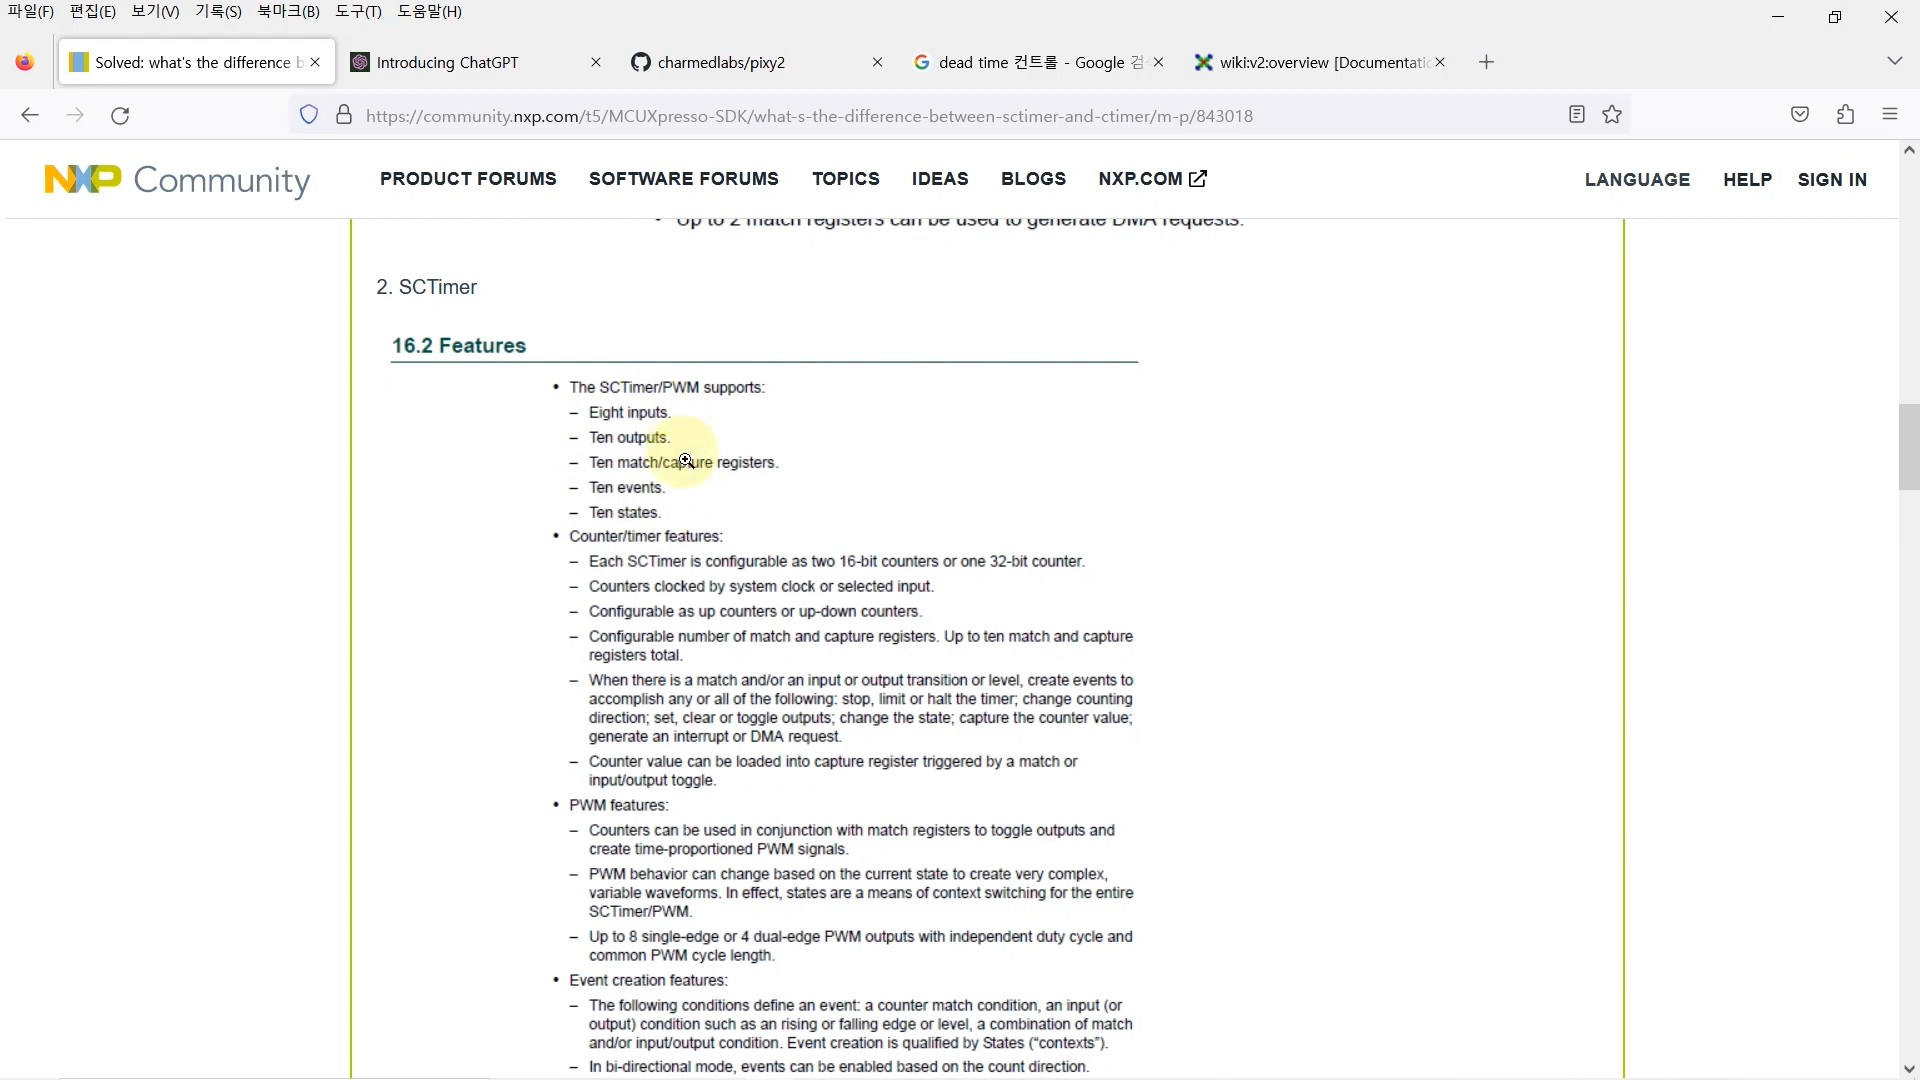 파일(F) 편집(E) 보기(V) 기록(S) 북마크(B) 도구(T) 도움말(H)
Solved: what's the difference b
Introducing ChatGPT
charmedlabs/pixy2
dead time 컨트롤 - Google 검
wiki:v2:overview [Documentatic
https://community.nxp.com/t5/MCUXpresso-SDK/what-s-the-difference-between-sctimer-and-ctimer/m-p/843018
NXP Community PRODUCT FORUMS SOFTWARE FORUMS TOPICS IDEAS BLOGS NXP.COM LANGUAGE HELP SIGN IN
• Up to 2 match registers can be used to generate DMA requests.
2. SCTimer
16.2 Features
• The SCTimer/PWM supports:
– Eight inputs.
– Ten outputs.
– Ten match/capture registers.
– Ten events.
– Ten states.
• Counter/timer features:
– Each SCTimer is configurable as two 16-bit counters or one 32-bit counter.
– Counters clocked by system clock or selected input.
– Configurable as up counters or up-down counters.
– Configurable number of match and capture registers. Up to ten match and capture
registers total.
– When there is a match and/or an input or output transition or level, create events to
accomplish any or all of the following: stop, limit or halt the timer; change counting
direction; set, clear or toggle outputs; change the state; capture the counter value;
generate an interrupt or DMA request.
– Counter value can be loaded into capture register triggered by a match or
input/output toggle.
• PWM features:
– Counters can be used in conjunction with match registers to toggle outputs and
create time-proportioned PWM signals.
– PWM behavior can change based on the current state to create very complex,
variable waveforms. In effect, states are a means of context switching for the entire
SCTimer/PWM.
– Up to 8 single-edge or 4 dual-edge PWM outputs with independent duty cycle and
common PWM cycle length.
• Event creation features:
– The following conditions define an event: a counter match condition, an input (or
output) condition such as an rising or falling edge or level, a combination of match
and/or input/output condition. Event creation is qualified by States (“contexts”).
– In bi-directional mode, events can be enabled based on the count direction.